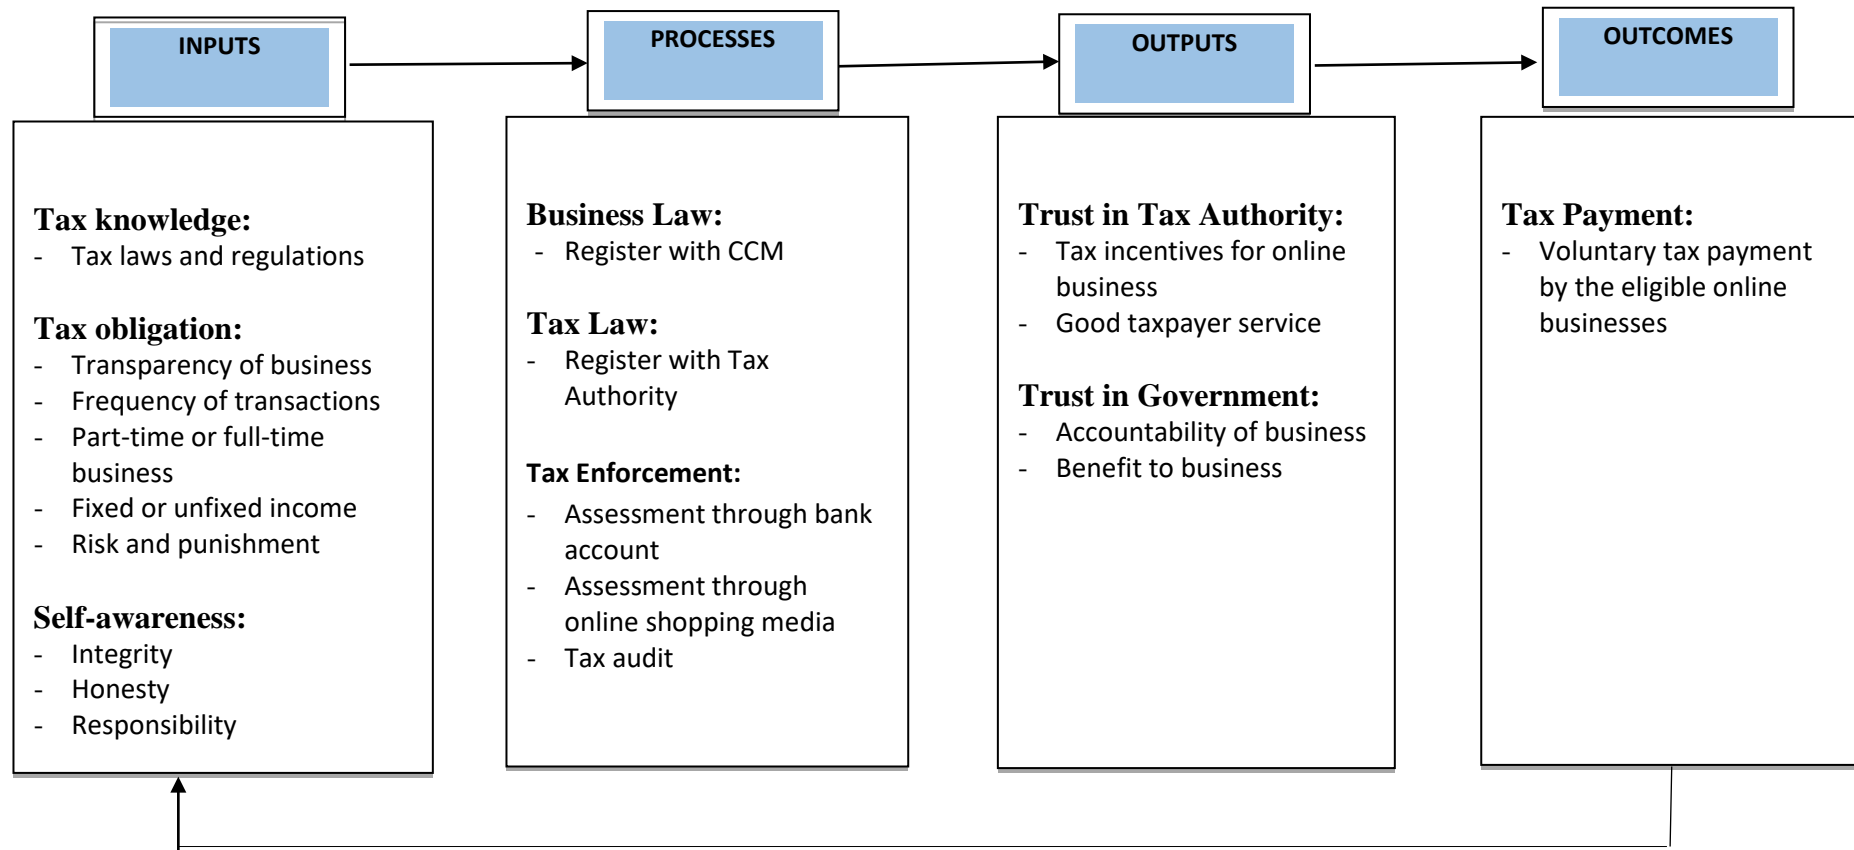 INPUTS
PROCESSES
OUTPUTS
OUTCOMES
Tax knowledge:
- Tax laws and regulations
Tax obligation:
- Transparency of business
- Frequency of transactions
- Part-time or full-time
business
- Fixed or unfixed income
- Risk and punishment
Self-awareness:
- Integrity
- Honesty
- Responsibility
Business Law:
- Register with CCM
Tax Law:
- Register with Tax
Authority
Tax Enforcement:
- Assessment through bank
account
- Assessment through
online shopping media
- Tax audit
Trust in Tax Authority:
- Tax incentives for online
business
- Good taxpayer service
Trust in Government:
- Accountability of business
- Benefit to business
Tax Payment:
- Voluntary tax payment
by the eligible online
businesses